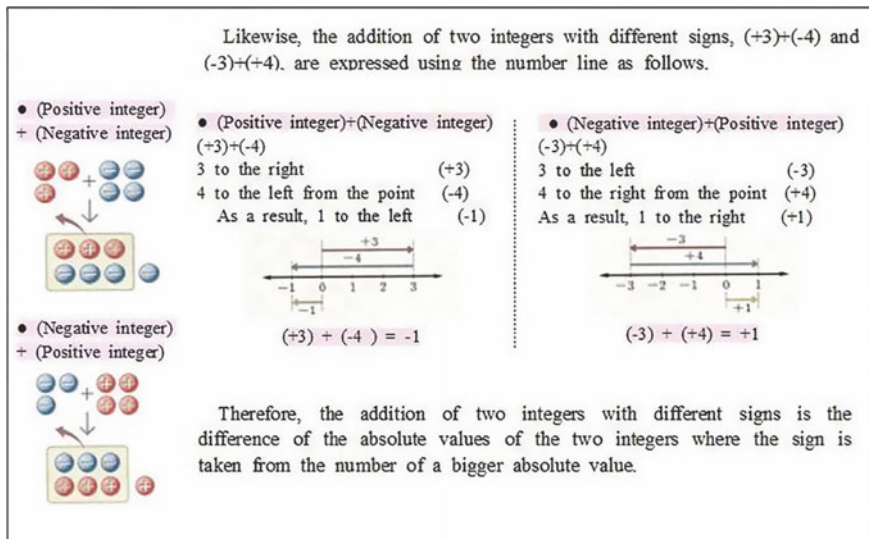 Likewise, the addition of two integers with different signs, (+3)+(-4) and
(-3)+(+4), are expressed using the number line as follows.
● (Positive integer)
+ (Negative integer)
● (Negative integer)
+ (Positive integer)
● (Positive integer)+(Negative integer)
(+3)+(-4)
3 to the right (+3)
4 to the left from the point (-4)
As a result, 1 to the left (-1)
+3
−4
−1 0 1 2 3
−1
(+3) + (-4 ) = -1
● (Negative integer)+(Positive integer)
(-3)+(+4)
3 to the left (-3)
4 to the right from the point (+4)
As a result, 1 to the right (+1)
−3
+4
−3 −2 −1 0 1
+1
(-3) + (+4) = +1
Therefore, the addition of two integers with different signs is the
difference of the absolute values of the two integers where the sign is
taken from the number of a bigger absolute value.